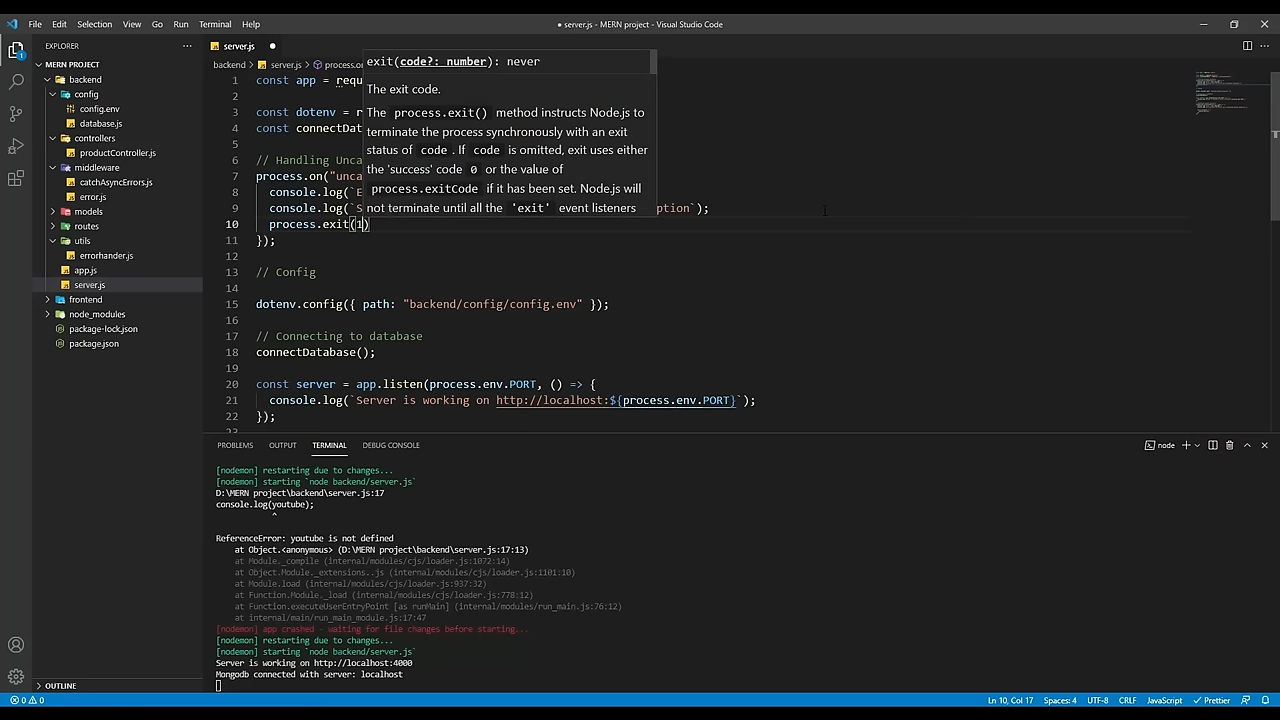 File Edit Selection View Go Run Terminal Help
● server.js - MERN project - Visual Studio Code
EXPLORER
MERN PROJECT
backend
config
config.env
database.js
controllers
productController.js
middleware
catchAsyncErrors.js
error.js
models
routes
utils
errorhander.js
app.js
server.js
frontend
node_modules
package-lock.json
package.json
OUTLINE
server.js
backend > server.js >
exit(code?: number): never
The exit code.
The process.exit() method instructs Node.js to
terminate the process synchronously with an exit
status of code. If code is omitted, exit uses either
the 'success' code 0 or the value of
process.exitCode if it has been set. Node.js will
not terminate until all the 'exit' event listeners
1 const app =
2
3 const dotenv =
4 const
5
6 // Handling
7 process.on(
8 console.log(`
9 console.log(`
10 process.exit(1)
11 });
12
13 // Config
14
15 dotenv.config({ path: "backend/config/config.env" });
16
17 // Connecting to database
18 connectDatabase();
19
20 const server = app.listen(process.env.PORT, () => {
21 console.log(`Server is working on http://localhost:${process.env.PORT}`);
22 });
PROBLEMS OUTPUT TERMINAL DEBUG CONSOLE
node
[nodemon] restarting due to changes...
[nodemon] starting `node backend/server.js`
D:\MERN project\backend\server.js:17
console.log(youtube);
^
ReferenceError: youtube is not defined
at Object.<anonymous> (D:\MERN project\backend\server.js:17:13)
at Module._compile (internal/modules/cjs/loader.js:1072:14)
at Object.Module._extensions..js (internal/modules/cjs/loader.js:1101:10)
at Module.load (internal/modules/cjs/loader.js:937:32)
at Function.Module._load (internal/modules/cjs/loader.js:778:12)
at Function.executeUserEntryPoint [as runMain] (internal/modules/run_main.js:76:12)
at internal/main/run_main_module.js:17:47
[nodemon] app crashed - waiting for file changes before starting...
[nodemon] restarting due to changes...
[nodemon] starting `node backend/server.js`
Server is working on http://localhost:4000
Mongodb connected with server: localhost
0 0
Ln 10, Col 17 Spaces: 4 UTF-8 CRLF JavaScript Prettier